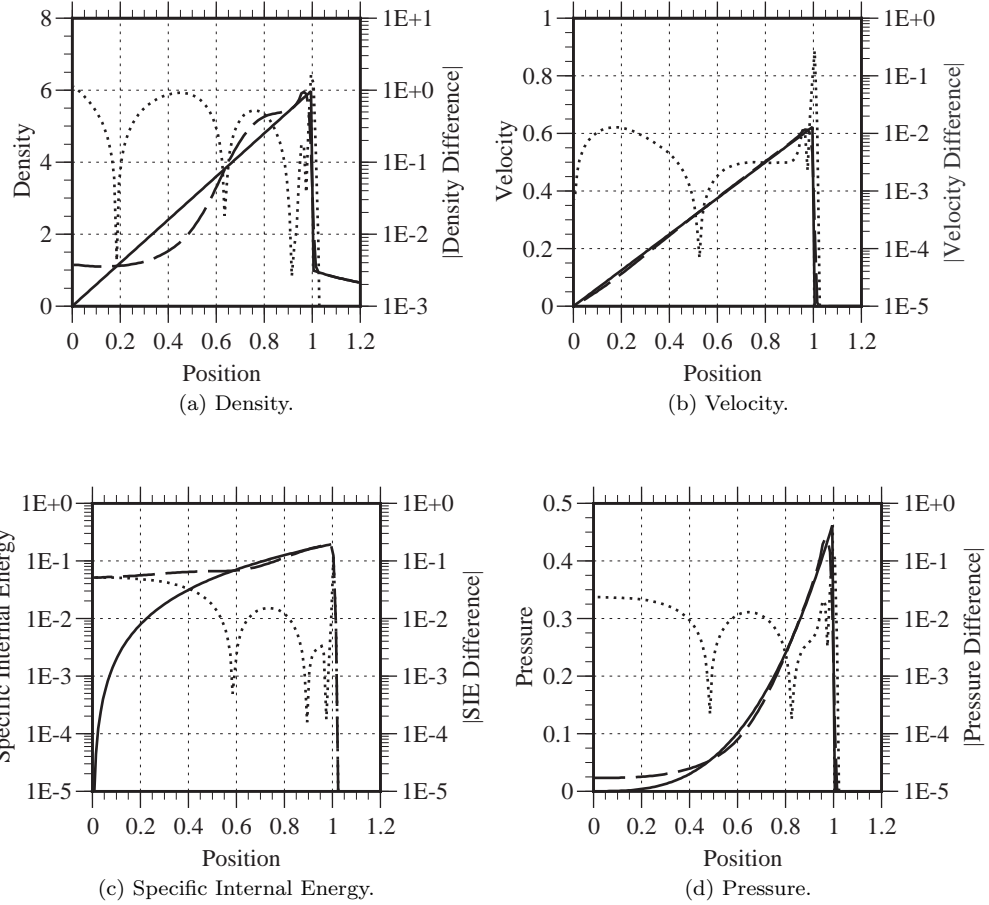 8
6
4
2
0
Density
1E+1
1E+0
1E-1
1E-2
1E-3
|Density Difference|
0 0.2 0.4 0.6 0.8 1 1.2
Position
(a) Density.
1
0.8
0.6
0.4
0.2
0
Velocity
1E+0
1E-1
1E-2
1E-3
1E-4
1E-5
|Velocity Difference|
0 0.2 0.4 0.6 0.8 1 1.2
Position
(b) Velocity.
1E+0
1E-1
1E-2
1E-3
1E-4
1E-5
Specific Internal Energy
1E+0
1E-1
1E-2
1E-3
1E-4
1E-5
|SIE Difference|
0 0.2 0.4 0.6 0.8 1 1.2
Position
(c) Specific Internal Energy.
0.5
0.4
0.3
0.2
0.1
0
Pressure
1E+0
1E-1
1E-2
1E-3
1E-4
1E-5
|Pressure Difference|
0 0.2 0.4 0.6 0.8 1 1.2
Position
(d) Pressure.